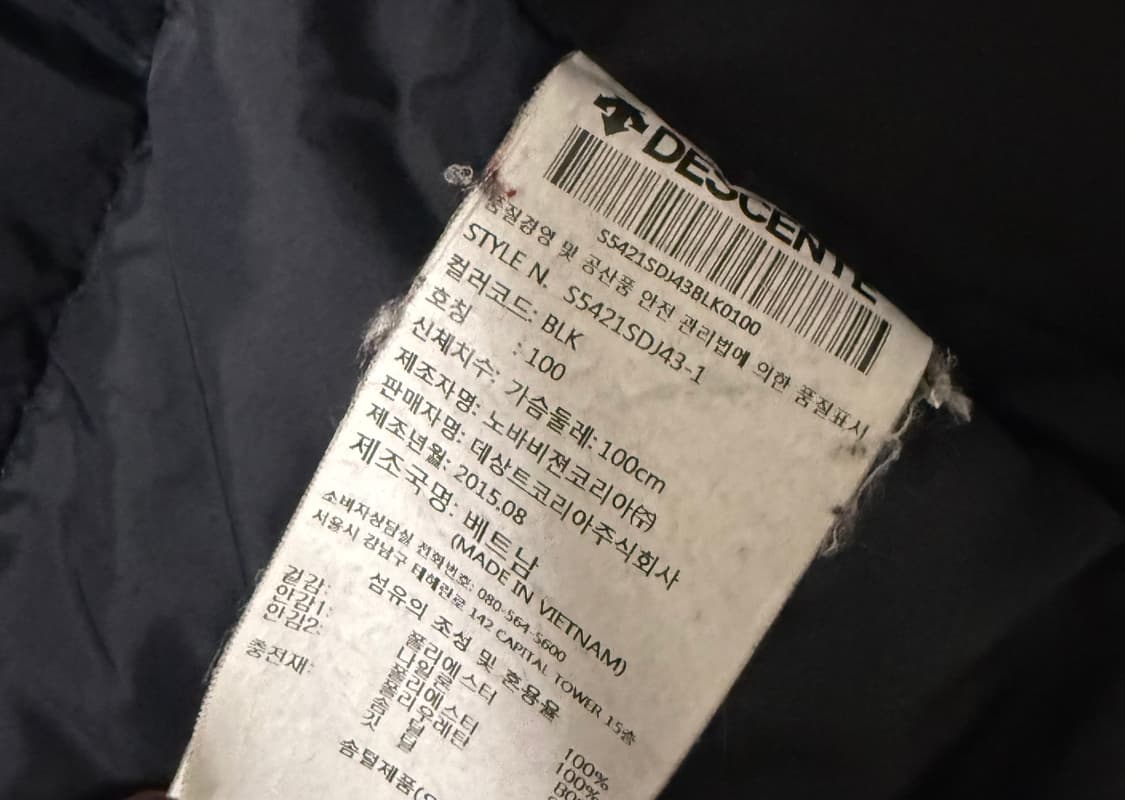 DESCENTE
S5421SDJ43BLK0100
품질경영 및 공산품 안전 관리법에 의한 품질표시
STYLE N. S5421SDJ43-1
컬러코드: BLK
호칭 : 100
신체치수: 가슴둘레: 100cm
제조자명: 노바비젼코리아㈜
판매자명: 데상트코리아주식회사
제조년월: 2015.08
제조국명: 베트남
(MADE IN VIETNAM)
소비자상담실 전화번호: 080-564-5600
서울시 강남구 테헤란로 142 CAPITAL TOWER 15층
섬유의 조성 및 혼용율
겉감: 폴리에스터 100%
안감1: 나일론 100%
안감2: 폴리에스터
폴리우레탄
충전재: 솜털
깃털
솜털제품